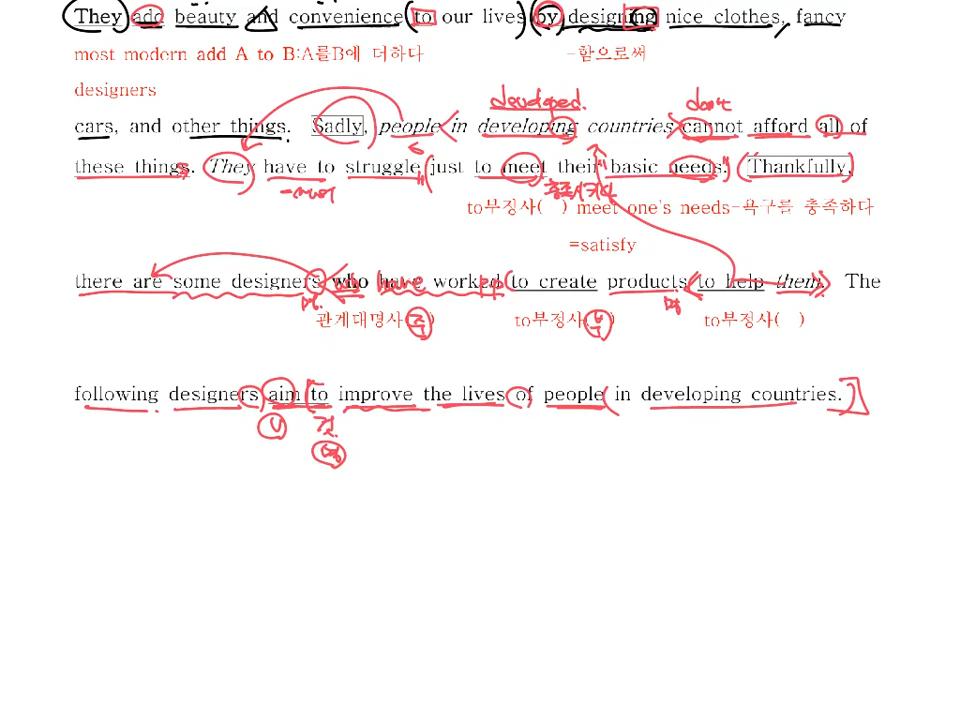 They add beauty and convenience to our lives by designing nice clothes, fancy
most modern add A to B:A를B에 더하다 -함으로써
designers
developed. don't
cars, and other things. Sadly, people in developing countries cannot afford all of
these things. They have to struggle just to meet their basic needs. Thankfully,
충족시키다
to부정사( ) meet one's needs-욕구를 충족하다
=satisfy
there are some designers who have worked to create products to help them. The
관계대명사(주) to부정사(부) to부정사( )
following designers aim to improve the lives of people in developing countries.
것